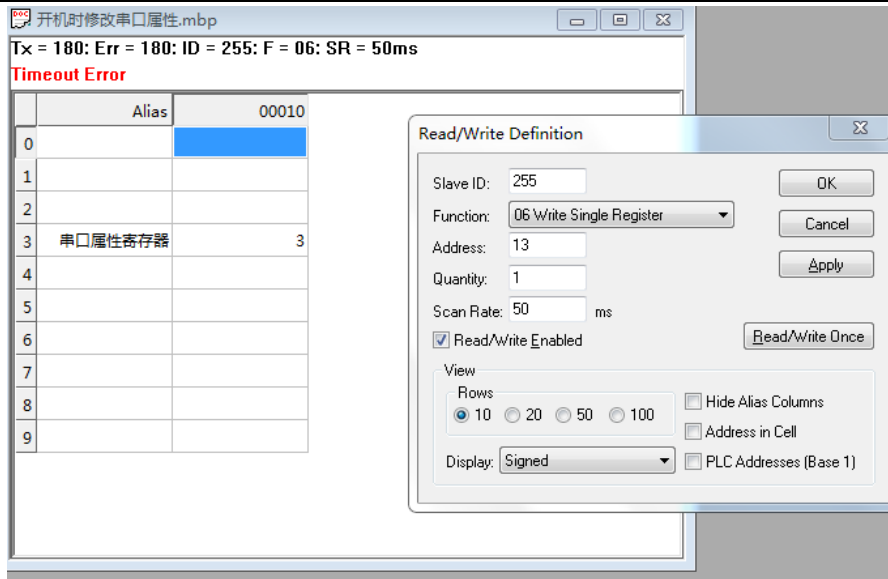 开机时修改串口属性.mbp
Tx = 180: Err = 180: ID = 255: F = 06: SR = 50ms
Timeout Error
Alias 00010
0
1
2
3 串口属性寄存器 3
4
5
6
7
8
9
Read/Write Definition
Slave ID: 255
OK
Function: 06 Write Single Register
Cancel
Address: 13
Apply
Quantity: 1
Scan Rate: 50 ms
Read/Write Enabled
Read/Write Once
View
Rows
10 20 50 100
Hide Alias Columns
Address in Cell
Display: Signed
PLC Addresses (Base 1)